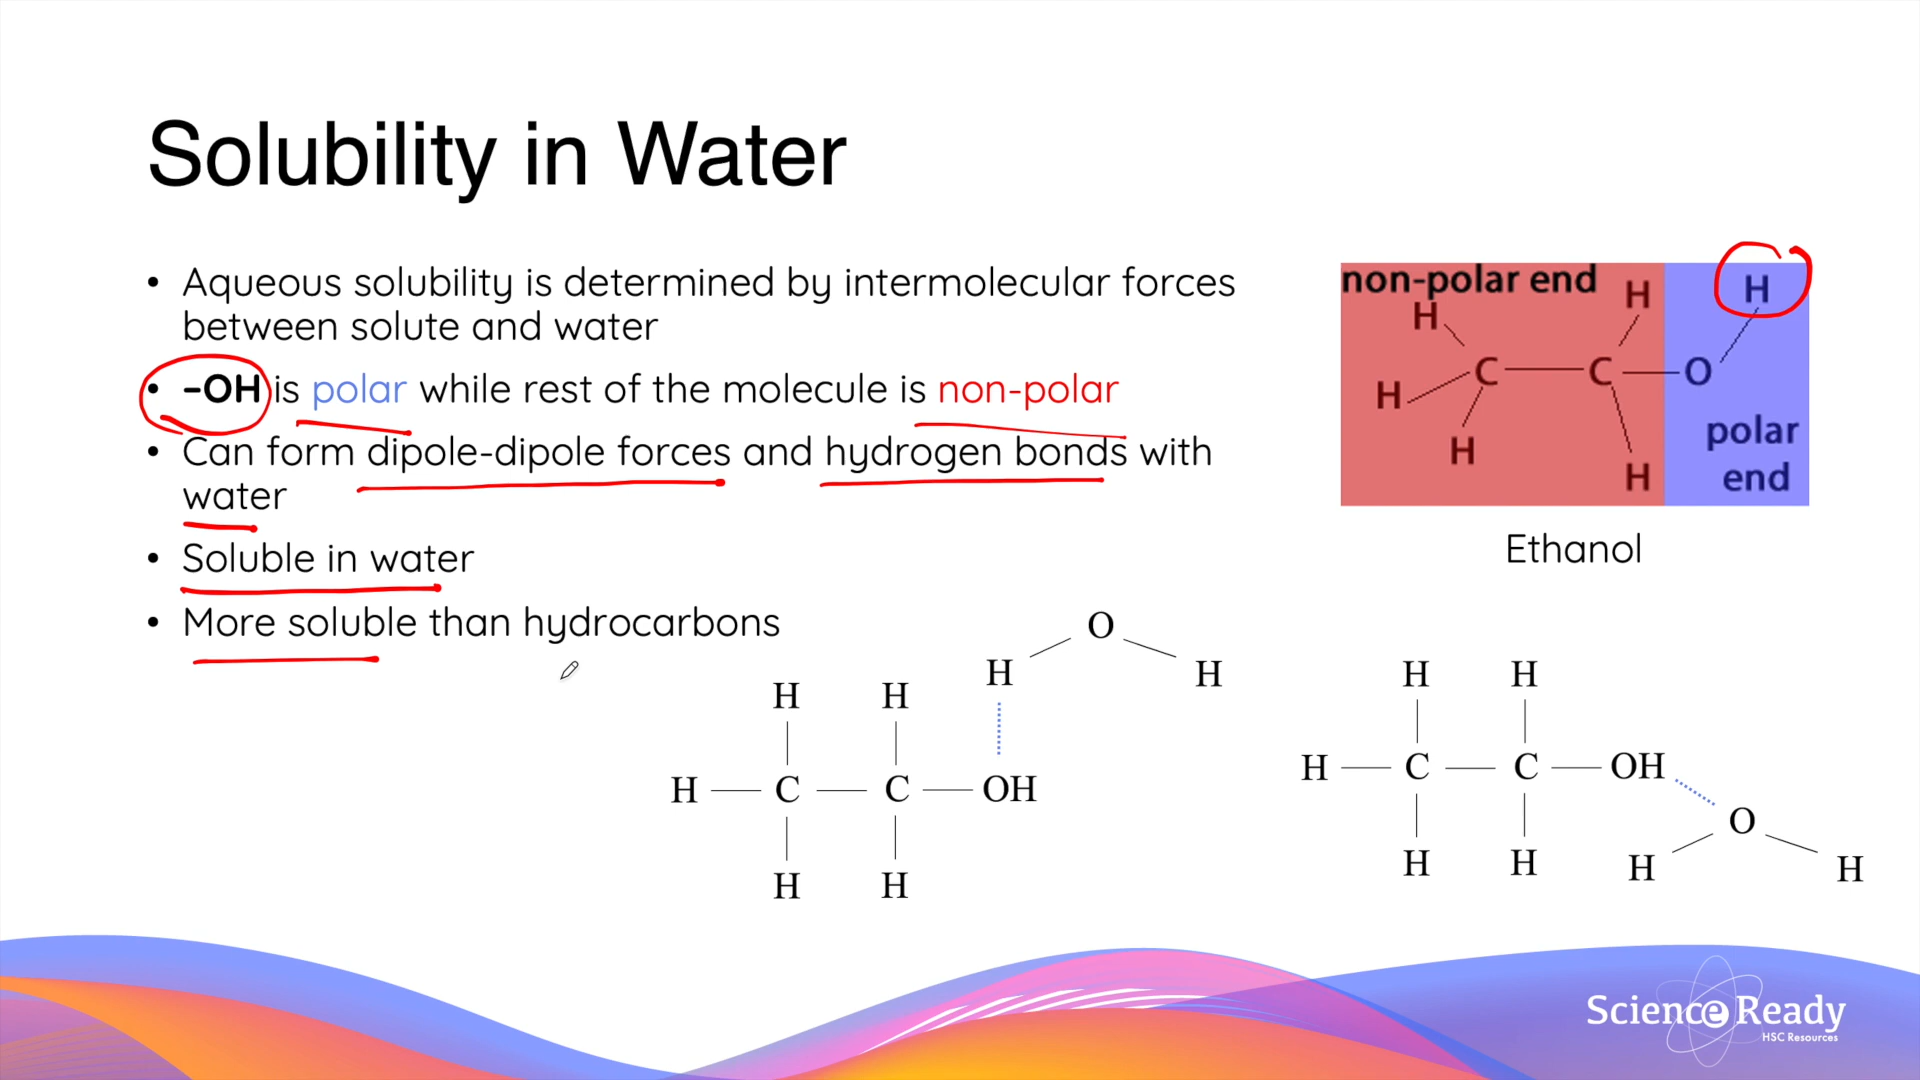 Solubility in Water
• Aqueous solubility is determined by intermolecular forces
between solute and water
• –OH is polar while rest of the molecule is non-polar
• Can form dipole-dipole forces and hydrogen bonds with
water
• Soluble in water
• More soluble than hydrocarbons
non-polar end H H
H
C C O
H
H polar
H end
Ethanol
O
H H
H H
H C C OH
H H
H H
H C C OH
O
H H H H
Science Ready
HSC Resources